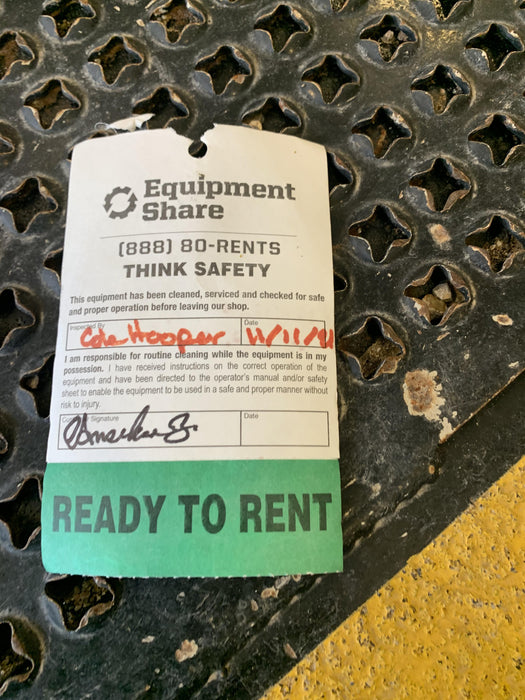 Equipment
Share
(888) 80-RENTS
THINK SAFETY
This equipment has been cleaned, serviced and checked for safe
and proper operation before leaving our shop.
Inspected By Date
Hooper 11/11/
I am responsible for routine cleaning while the equipment is in my
possession. I have received instructions on the correct operation of the
equipment and have been directed to the operator's manual and/or safety
sheet to enable the equipment to be used in a safe and proper manner without
risk to injury.
Signature Date
READY TO RENT